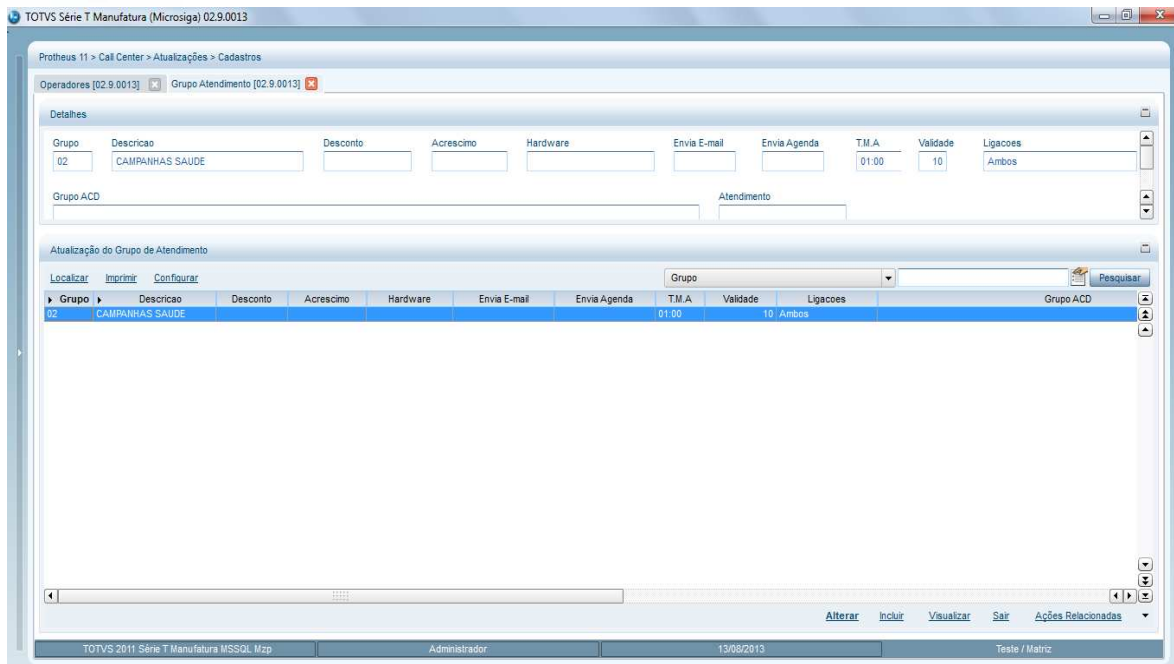 TOTVS Série T Manufatura (Microsiga) 02.9.0013
Protheus 11 > Call Center > Atualizações > Cadastros
Operadores [02.9.0013] Grupo Atendimento [02.9.0013]
Detalhes
Grupo Descricao Desconto Acrescimo Hardware Envia E-mail Envia Agenda T.M.A Validade Ligacoes
02 CAMPANHAS SAUDE 01:00 10 Ambos
Grupo ACD Atendimento
Atualização do Grupo de Atendimento
Localizar Imprimir Configurar Grupo Pesquisar
Grupo Descricao Desconto Acrescimo Hardware Envia E-mail Envia Agenda T.M.A Validade Ligacoes Grupo ACD
02 CAMPANHAS SAUDE 01:00 10 Ambos
Alterar Incluir Visualizar Sair Ações Relacionadas
TOTVS 2011 Série T Manufatura MSSQL Mzp Administrador 13/08/2013 Teste / Matriz